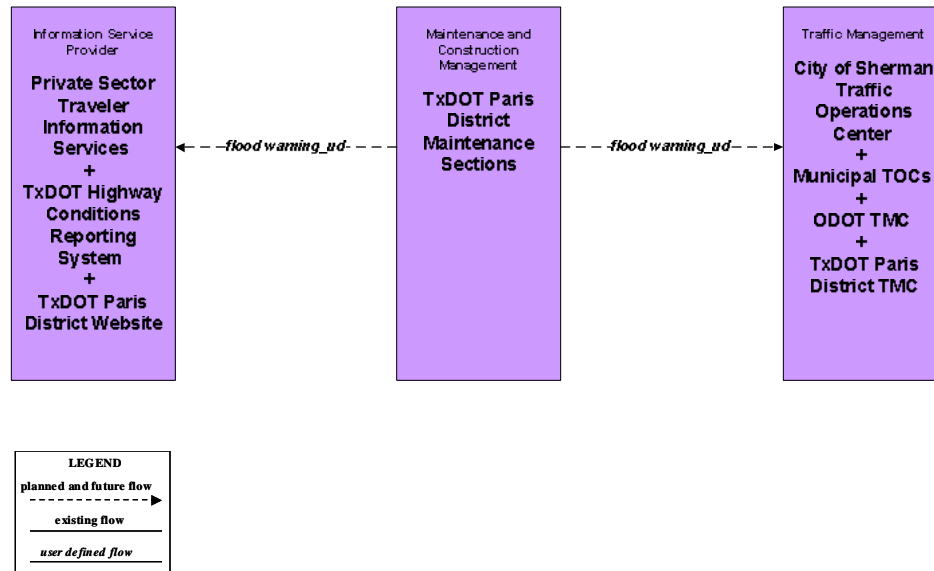 Information Service
Provider
Private Sector
Traveler
Information
Services
+
TxDOT Highway
Conditions
Reporting
System
+
TxDOT Paris
District Website
flood warning_ud
Maintenance and
Construction
Management
TxDOT Paris
District
Maintenance
Sections
flood warning_ud
Traffic Management
City of Sherman
Traffic
Operations
Center
+
Municipal TOCs
+
ODOT TMC
+
TxDOT Paris
District TMC
LEGEND
planned and future flow
existing flow
user defined flow